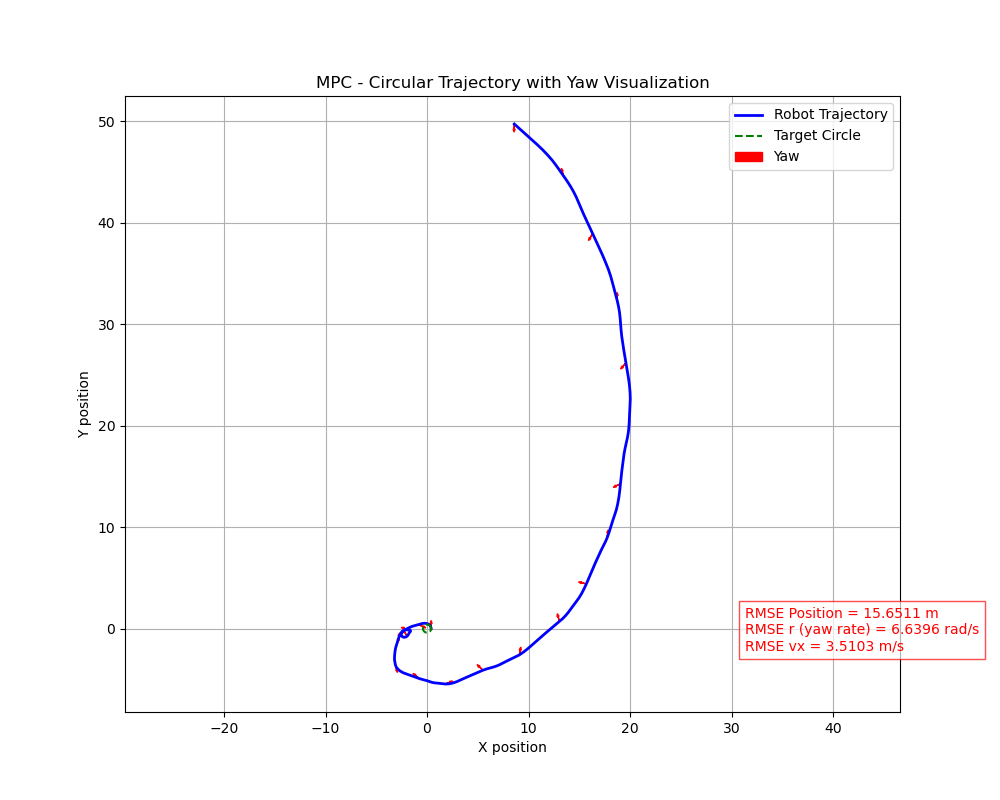 MPC - Circular Trajectory with Yaw Visualization
Robot Trajectory
Target Circle
Yaw
50
40
30
20
10
0
Y position
RMSE Position = 15.6511 m
RMSE r (yaw rate) = 6.6396 rad/s
RMSE vx = 3.5103 m/s
−20
−10
0
10
20
30
40
X position